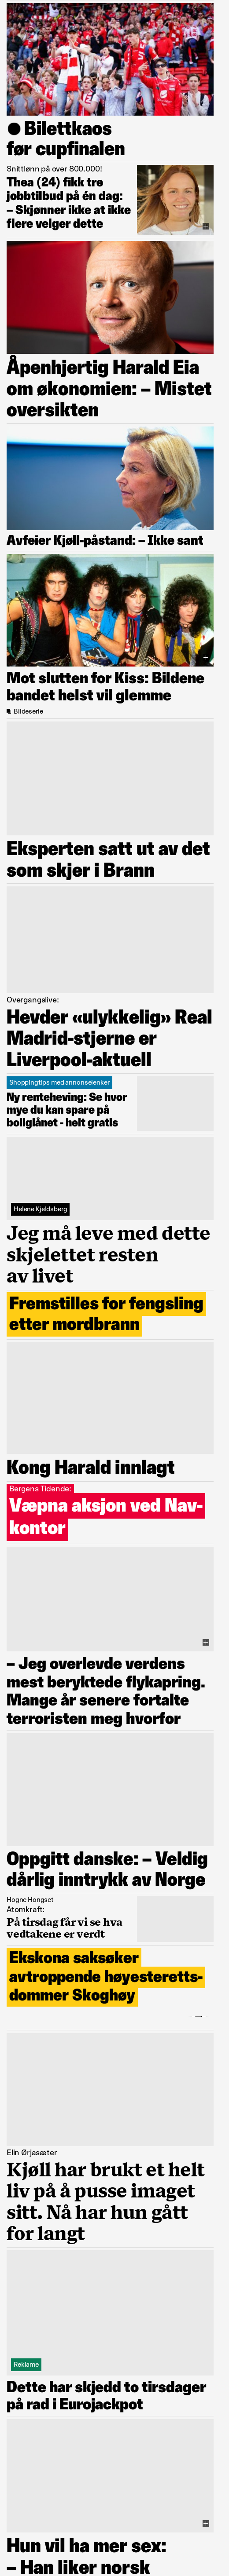 ● Bilettkaos
før cupfinalen
Snittlønn på over 800.000!
Thea (24) fikk tre
jobbtilbud på én dag:
– Skjønner ikke at ikke
flere velger dette
Åpenhjertig Harald Eia
om økonomien: – Mistet
oversikten
Avfeier Kjøll-påstand: – Ikke sant
Mot slutten for Kiss: Bildene
bandet helst vil glemme
Bildeserie
Eksperten satt ut av det
som skjer i Brann
Overgangslive:
Hevder «ulykkelig» Real
Madrid-stjerne er
Liverpool-aktuell
Shoppingtips med annonselenker
Ny renteheving: Se hvor
mye du kan spare på
boliglånet - helt gratis
Helene Kjeldsberg
Jeg må leve med dette
skjelettet resten
av livet
Fremstilles for fengsling
etter mordbrann
Kong Harald innlagt
Bergens Tidende:
Væpna aksjon ved Nav-
kontor
– Jeg overlevde verdens
mest beryktede flykapring.
Mange år senere fortalte
terroristen meg hvorfor
Oppgitt danske: – Veldig
dårlig inntrykk av Norge
Hogne Hongset
Atomkraft:
På tirsdag får vi se hva
vedtakene er verdt
Ekskona saksøker
avtroppende høyesteretts-
dommer Skoghøy
Elin Ørjasæter
Kjøll har brukt et helt
liv på å pusse imaget
sitt. Nå har hun gått
for langt
Reklame
Dette har skjedd to tirsdager
på rad i Eurojackpot
Hun vil ha mer sex:
– Han liker norsk